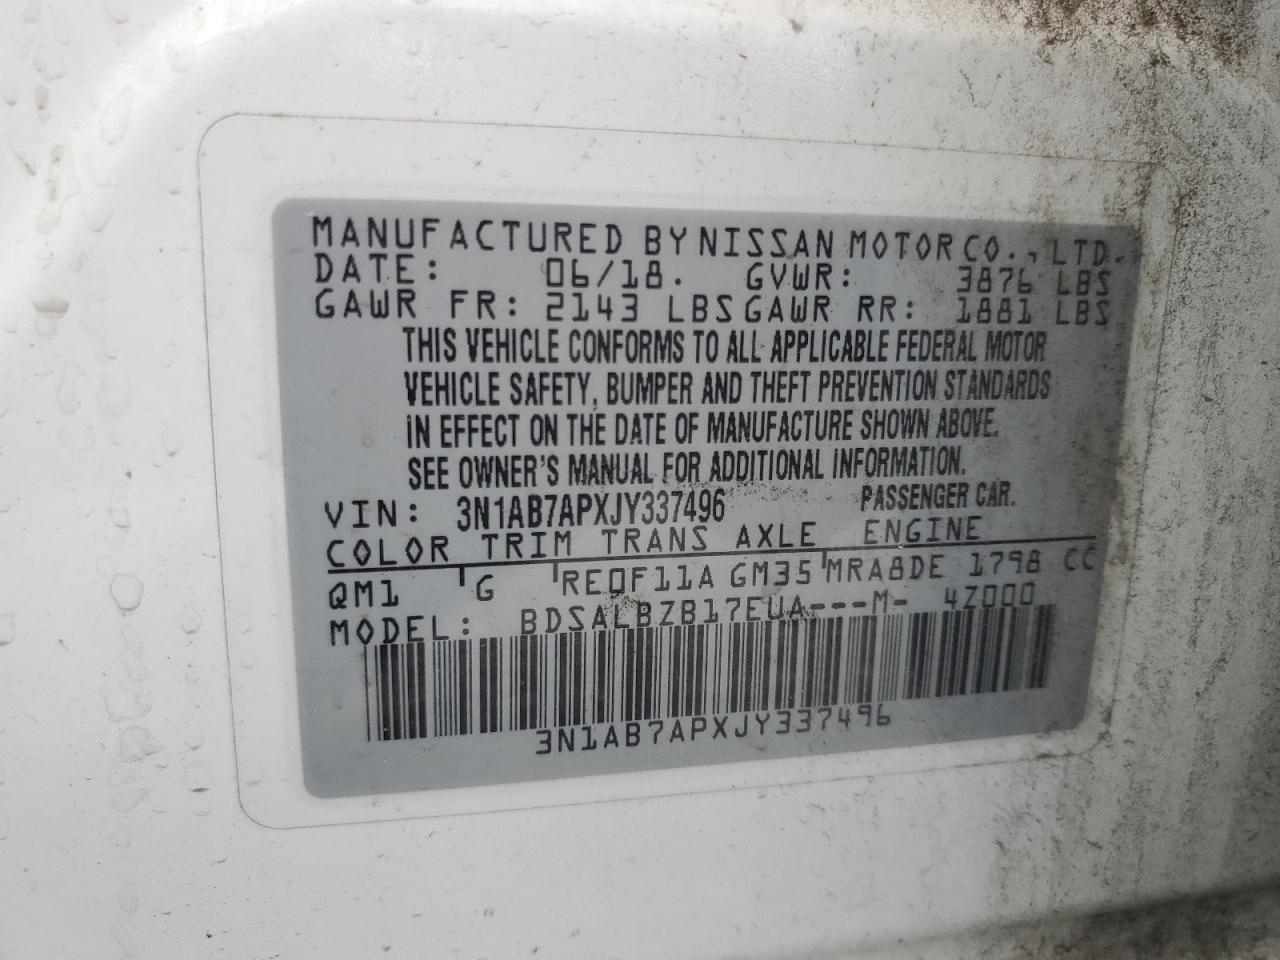 MANUFACTURED BY NISSAN MOTOR CO., LTD.
DATE: 06/18. GVWR: 3876 LBS
GAWR FR: 2143 LBS GAWR RR: 1881 LBS
THIS VEHICLE CONFORMS TO ALL APPLICABLE FEDERAL MOTOR
VEHICLE SAFETY, BUMPER AND THEFT PREVENTION STANDARDS
IN EFFECT ON THE DATE OF MANUFACTURE SHOWN ABOVE.
SEE OWNER'S MANUAL FOR ADDITIONAL INFORMATION.
VIN: 3N1AB7APXJY337496 PASSENGER CAR.
COLOR TRIM TRANS AXLE ENGINE
QM1 G RE0F11A GM35 MRA8DE 1798 CC
MODEL: BDSALBZB17EUA---M- 4Z000
3N1AB7APXJY337496